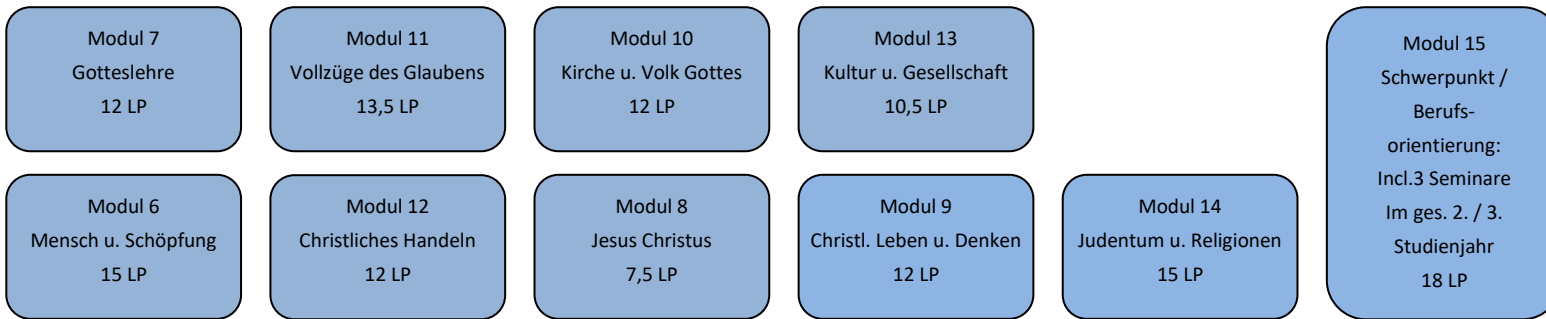 Modul 7
Gotteslehre
12 LP
Modul 11
Vollzüge des Glaubens
13,5 LP
Modul 10
Kirche u. Volk Gottes
12 LP
Modul 13
Kultur u. Gesellschaft
10,5 LP
Modul 15
Schwerpunkt /
Berufs-
orientierung:
Incl.3 Seminare
Im ges. 2. / 3.
Studienjahr
18 LP
Modul 6
Mensch u. Schöpfung
15 LP
Modul 12
Christliches Handeln
12 LP
Modul 8
Jesus Christus
7,5 LP
Modul 9
Christl. Leben u. Denken
12 LP
Modul 14
Judentum u. Religionen
15 LP